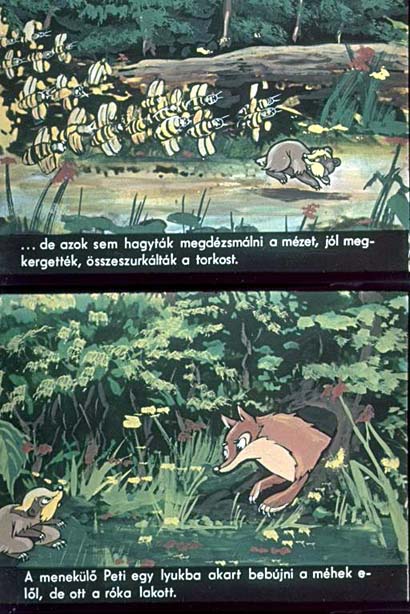 ... de azok sem hagyták megdézsmálni a mézet, jól meg-
kergették, összeszurkálták a torkost.
A menekülő Peti egy lyukba akart bebújni a méhek e-
lől, de ott a róka lakott.